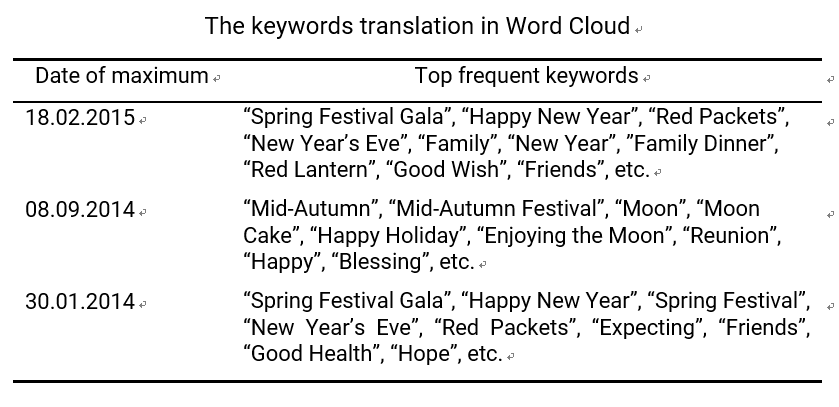 The keywords translation in Word Cloud
Date of maximum Top frequent keywords
18.02.2015 “Spring Festival Gala”, “Happy New Year”, “Red Packets”,
“New Year’s Eve”, “Family”, “New Year”, ”Family Dinner”,
“Red Lantern”, “Good Wish”, “Friends”, etc.
08.09.2014 “Mid-Autumn”, “Mid-Autumn Festival”, “Moon”, “Moon
Cake”, “Happy Holiday”, “Enjoying the Moon”, “Reunion”,
“Happy”, “Blessing”, etc.
30.01.2014 “Spring Festival Gala”, “Happy New Year”, “Spring Festival”,
“New Year’s Eve”, “Red Packets”, “Expecting”, “Friends”,
“Good Health”, “Hope”, etc.